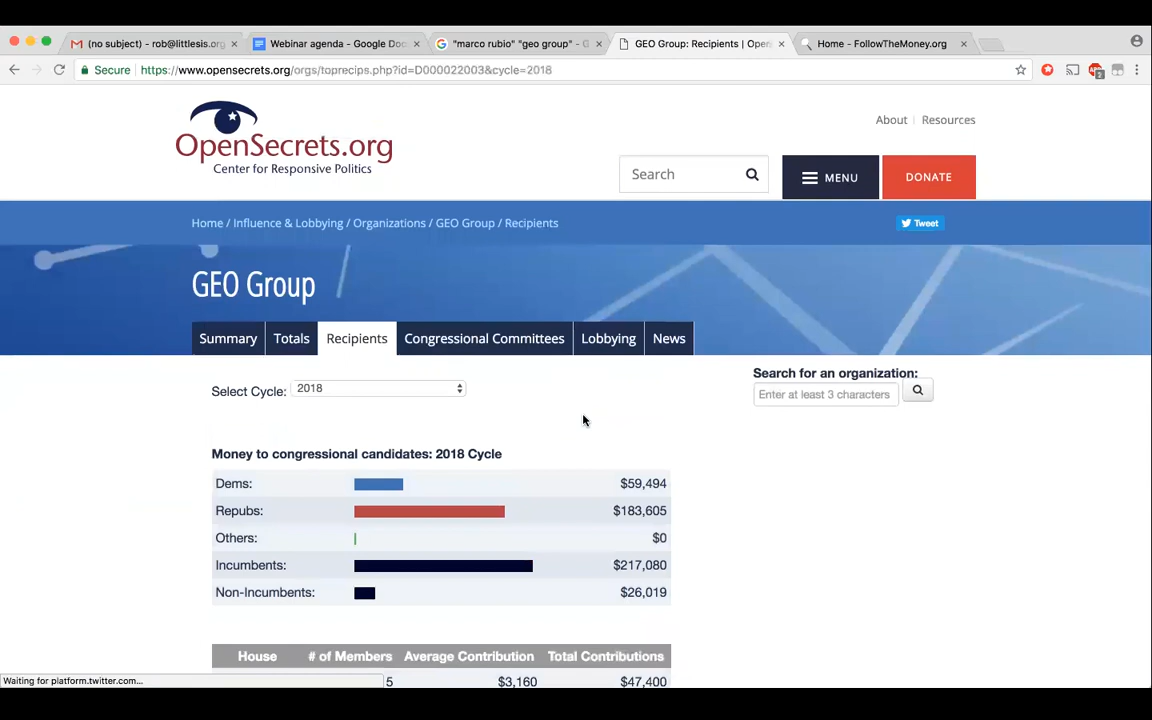 (no subject) - rob@littlesis.org
Webinar agenda - Google Doc
"marco rubio" "geo group" - G
GEO Group: Recipients | Open
Home - FollowTheMoney.org
Secure
https://www.opensecrets.org/orgs/toprecips.php?id=D000022003&cycle=2018
About
Resources
OpenSecrets.org
Center for Responsive Politics
Search
MENU
DONATE
Home / Influence & Lobbying / Organizations / GEO Group / Recipients
Tweet
GEO Group
Summary
Totals
Recipients
Congressional Committees
Lobbying
News
Select Cycle: 2018
Search for an organization:
Enter at least 3 characters
Money to congressional candidates: 2018 Cycle
Dems: $59,494
Repubs: $183,605
Others: $0
Incumbents: $217,080
Non-Incumbents: $26,019
House # of Members Average Contribution Total Contributions
5 $3,160 $47,400
Waiting for platform.twitter.com...